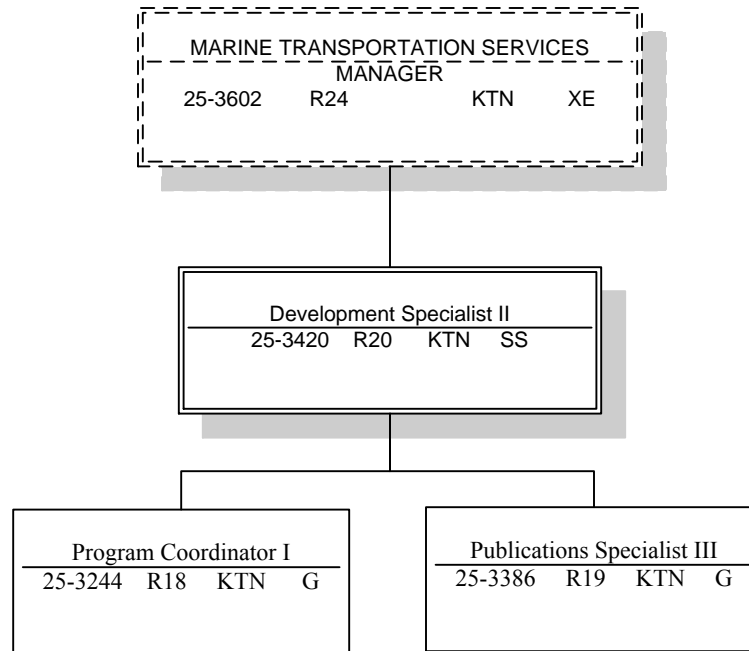 MARINE TRANSPORTATION SERVICES
MANAGER
25-3602 R24 KTN XE
Development Specialist II
25-3420 R20 KTN SS
Program Coordinator I
25-3244 R18 KTN G
Publications Specialist III
25-3386 R19 KTN G